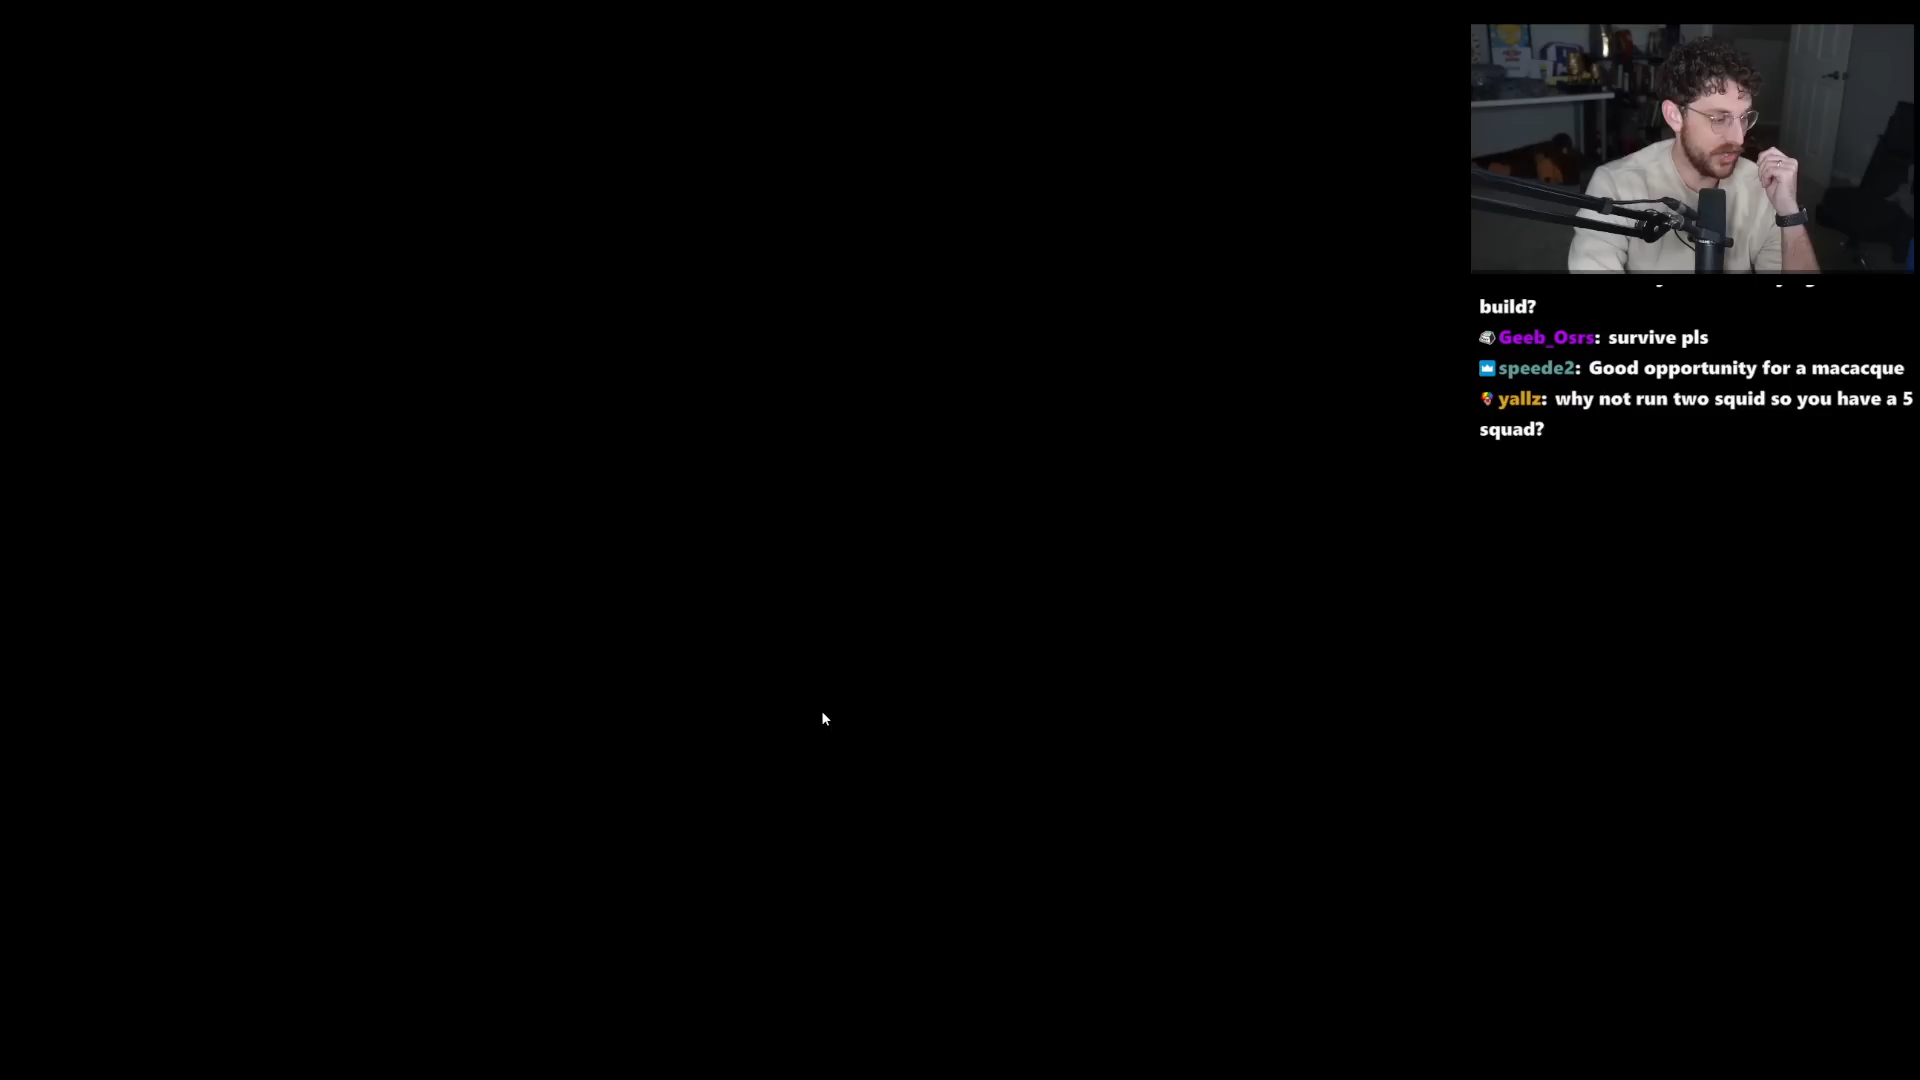 build?
Geeb_Osrs: survive pls
speede2: Good opportunity for a macacque
yallz: why not run two squid so you have a 5
squad?